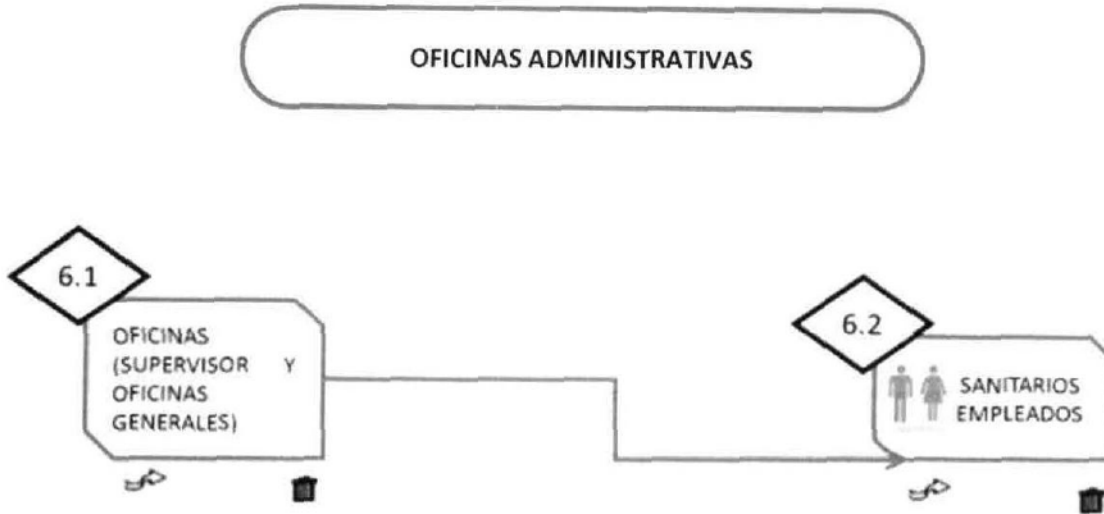 OFICINAS ADMINISTRATIVAS
6.1
OFICINAS
(SUPERVISOR Y
OFICINAS
GENERALES)
6.2
SANITARIOS
EMPLEADOS